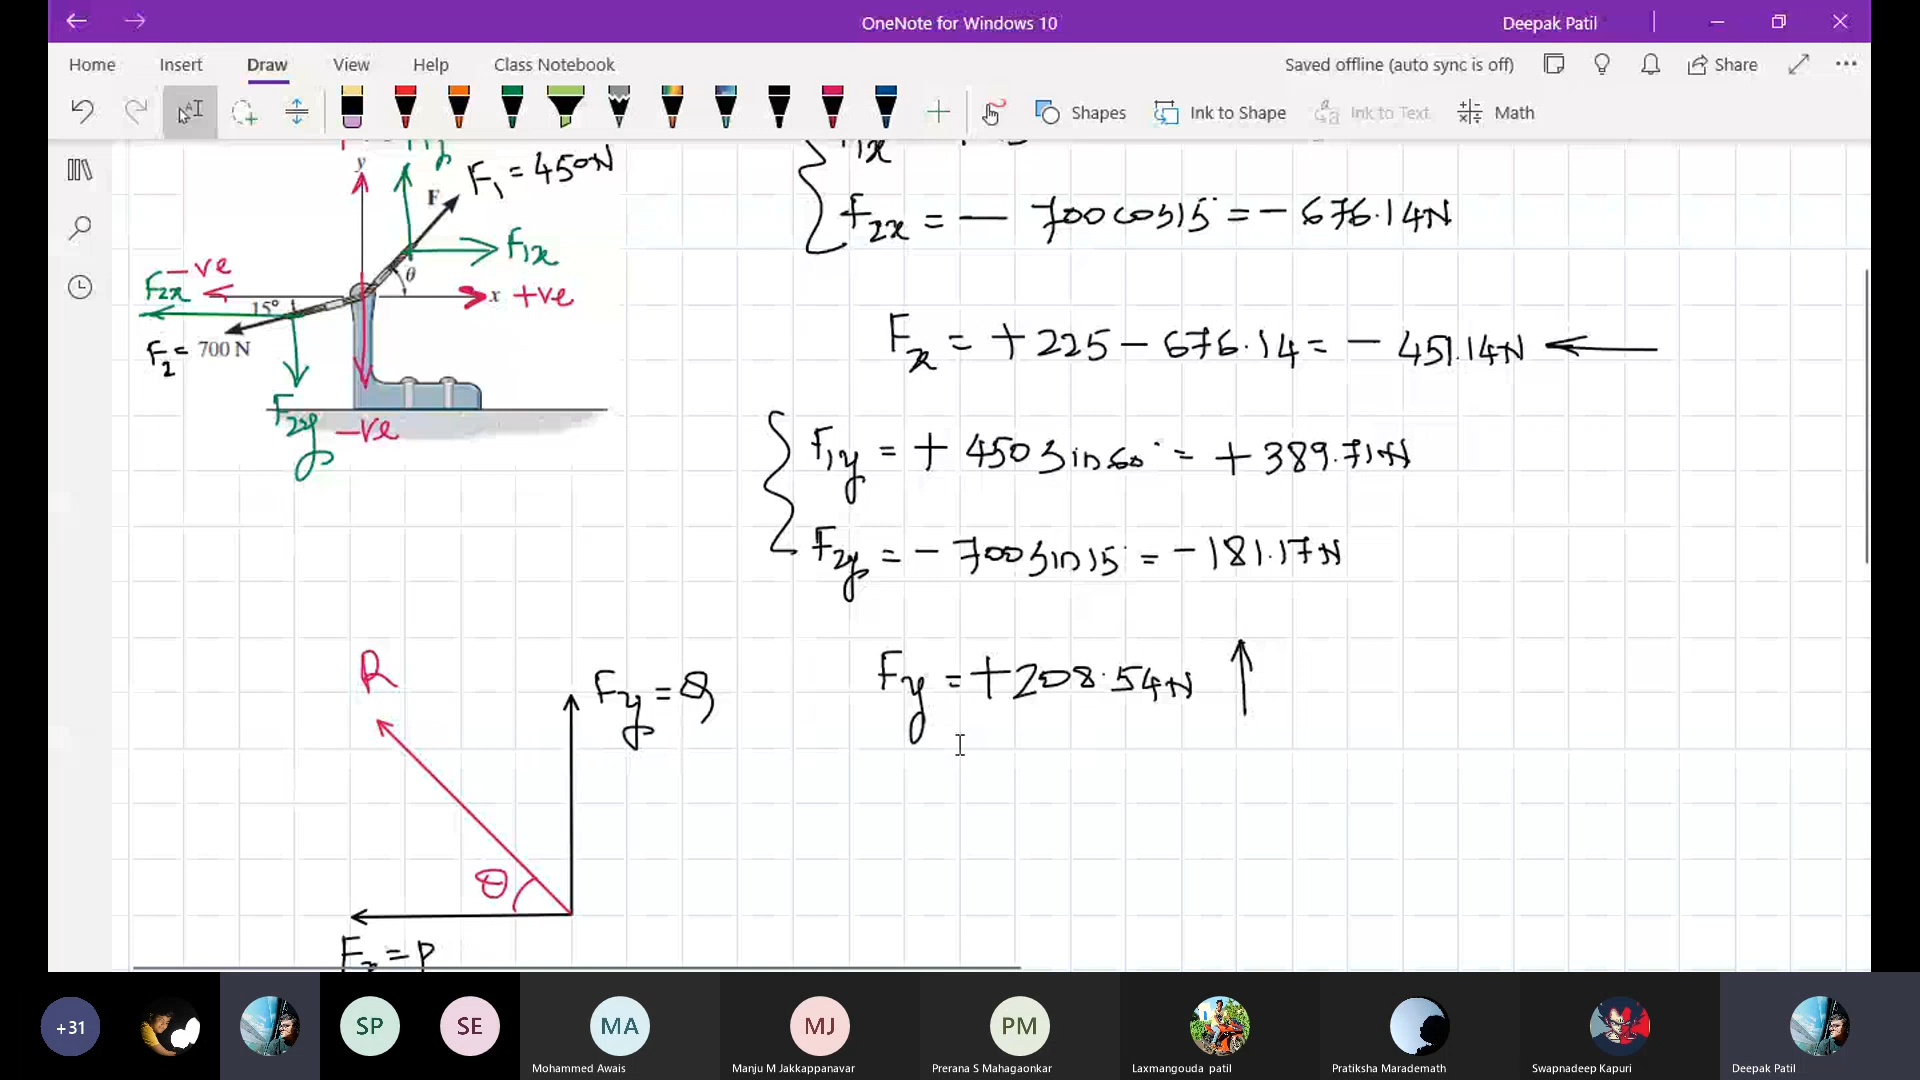 OneNote for Windows 10
Deepak Patil
Home Insert Draw View Help Class Notebook
Saved offline (auto sync is off) Share
Shapes Ink to Shape Ink to Text Math
y
F F₁ = 450N
F₁x
θ
F₂x -ve
x +ve
15°
F₂ = 700 N
F₂y -ve
F₁x
F₂x = - 700cos15° = - 676.14N
Fx = + 225 - 676.14 = - 451.14N
F₁y = + 450 sin60° = + 389.71N
F₂y = - 700sin15° = - 181.17N
Fy = +208.54N
R
Fy = Q
θ
Fx = P
+31
SP
SE
MA
MJ
PM
Mohammed Awais
Manju M Jakkappanavar
Prerana S Mahagaonkar
Laxmangouda patil
Pratiksha Marademath
Swapnadeep Kapuri
Deepak Patil